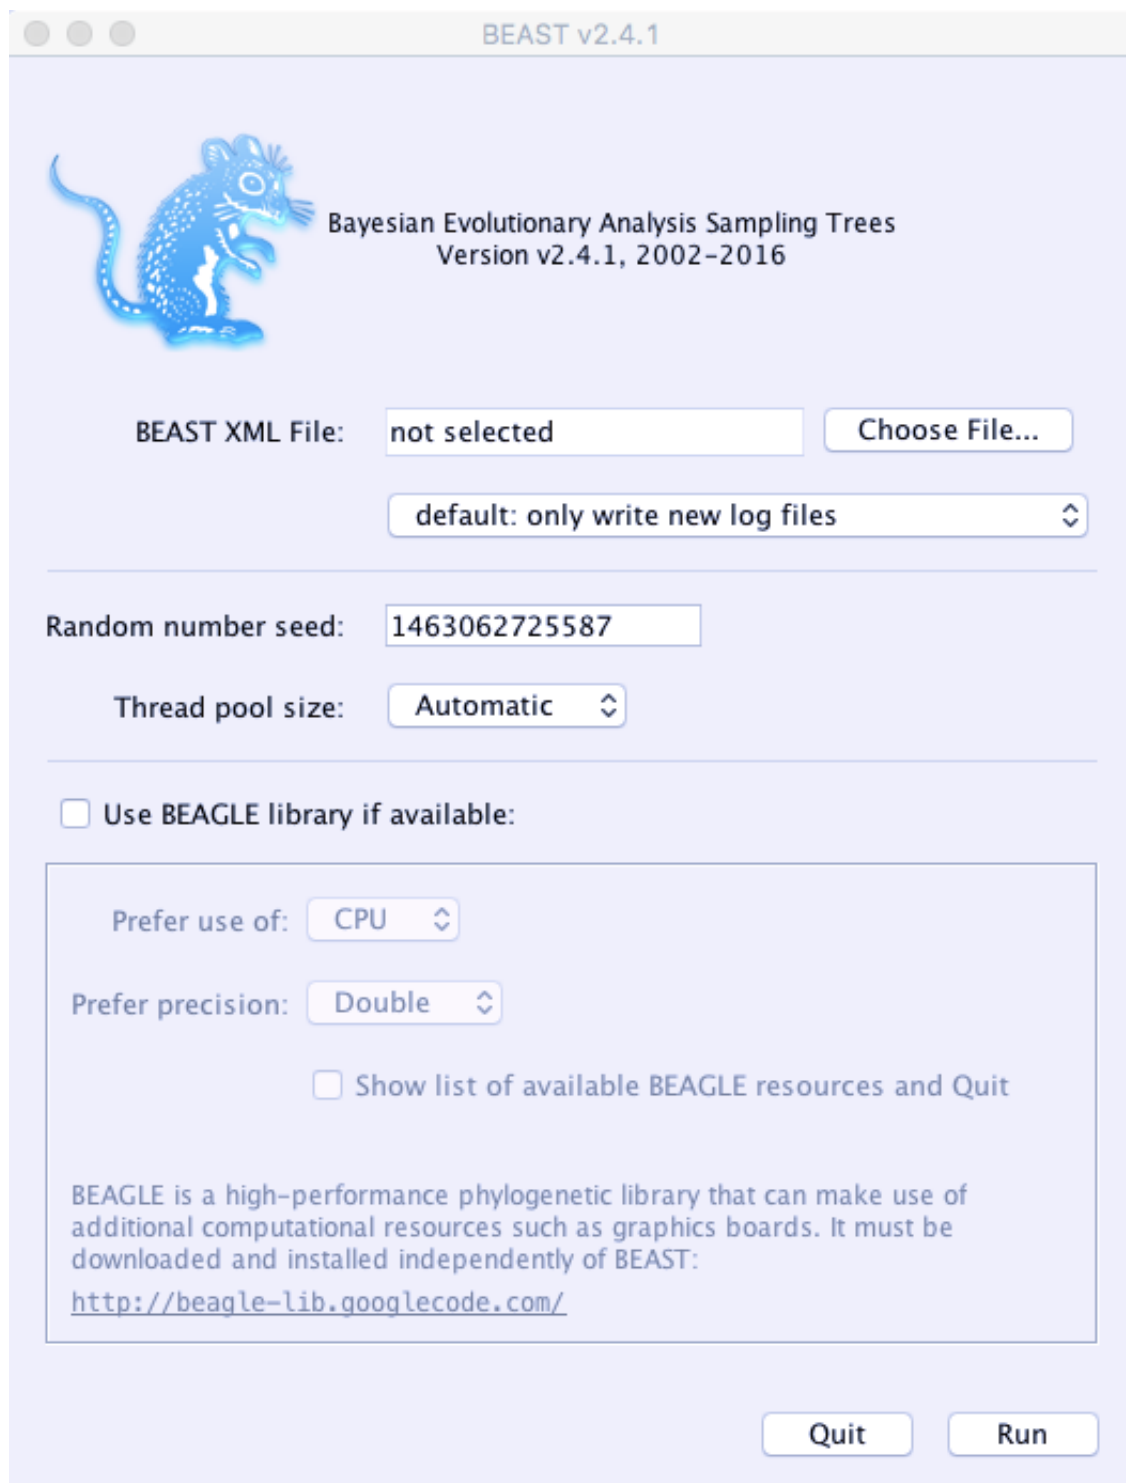 BEAST v2.4.1
Bayesian Evolutionary Analysis Sampling Trees
Version v2.4.1, 2002-2016
BEAST XML File: not selected Choose File...
default: only write new log files
Random number seed: 1463062725587
Thread pool size: Automatic
Use BEAGLE library if available:
Prefer use of: CPU
Prefer precision: Double
Show list of available BEAGLE resources and Quit
BEAGLE is a high-performance phylogenetic library that can make use of
additional computational resources such as graphics boards. It must be
downloaded and installed independently of BEAST:
http://beagle-lib.googlecode.com/
Quit Run